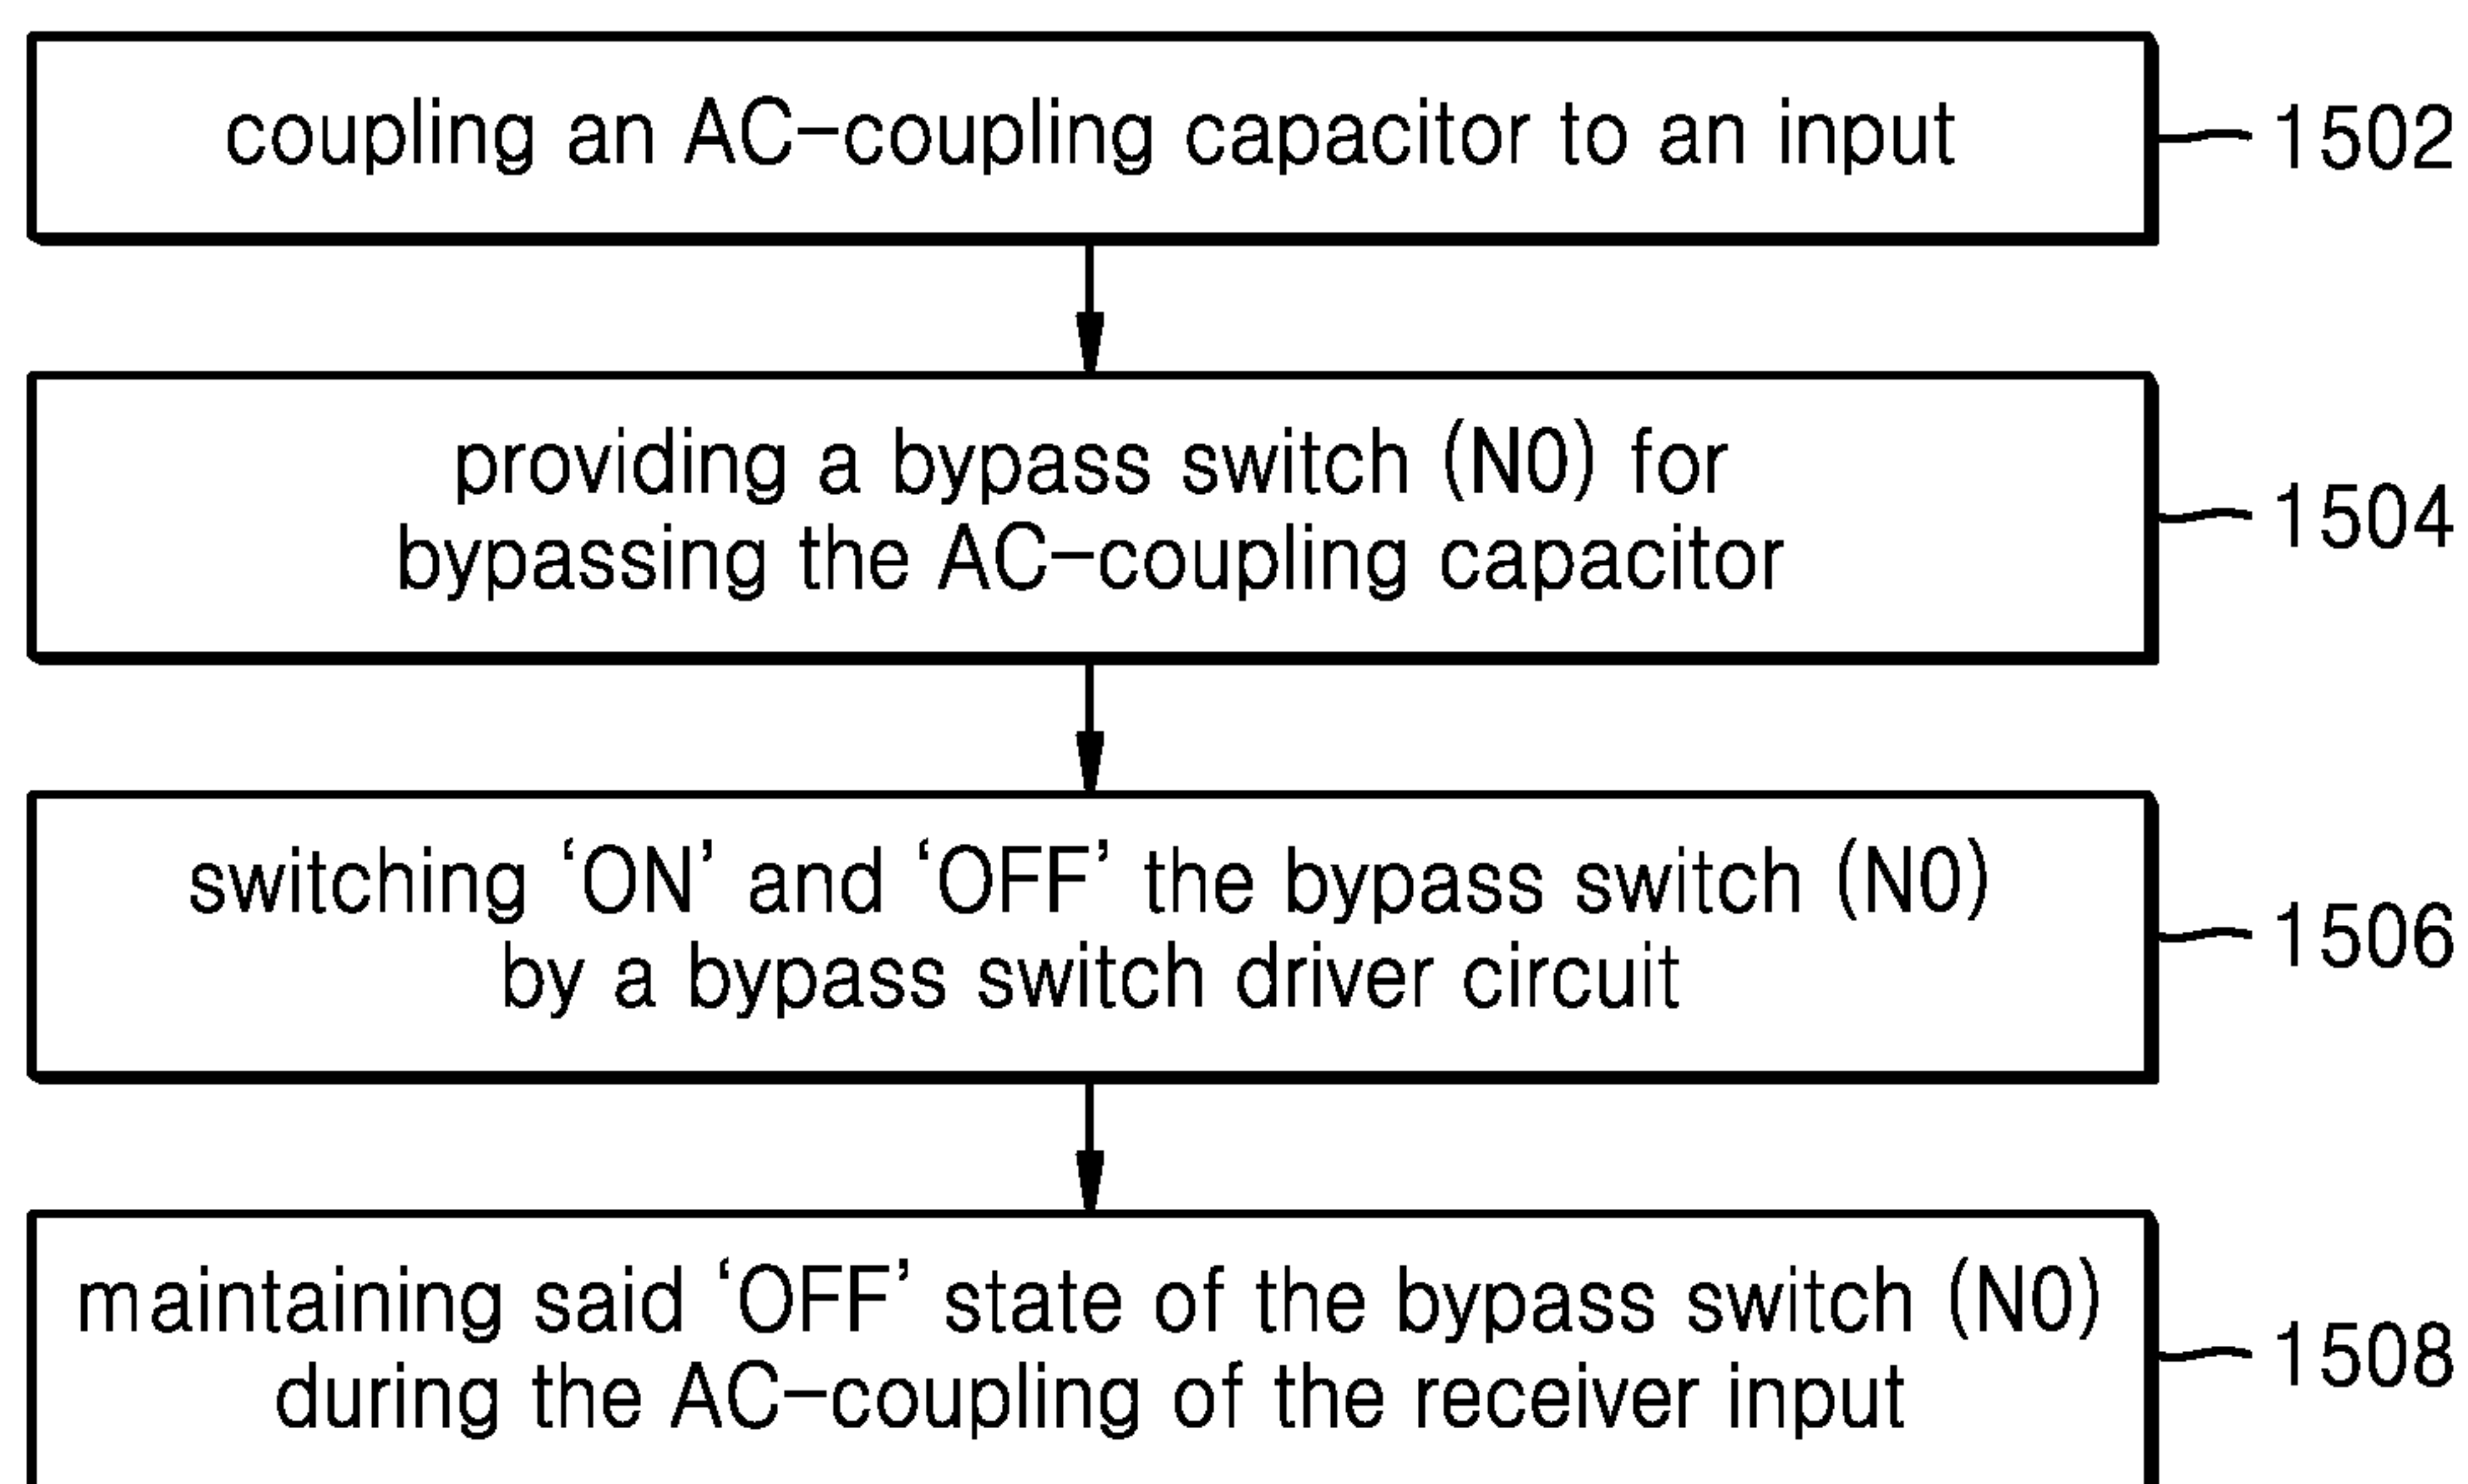 coupling an AC-coupling capacitor to an input
1502
providing a bypass switch (N0) for
bypassing the AC-coupling capacitor
1504
switching ‘ON’ and ‘OFF’ the bypass switch (N0)
by a bypass switch driver circuit
1506
maintaining said ‘OFF’ state of the bypass switch (N0)
during the AC-coupling of the receiver input
1508